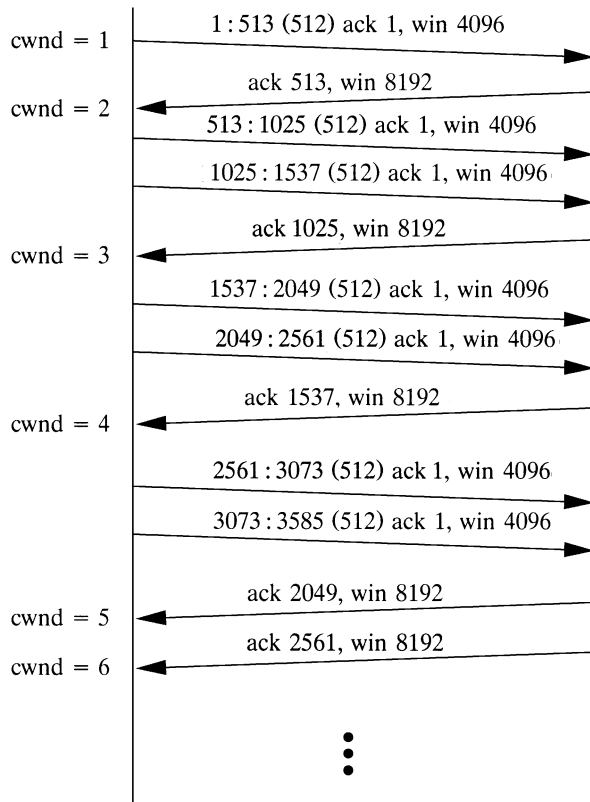 1:513 (512) ack 1, win 4096
cwnd = 1
ack 513, win 8192
cwnd = 2
513:1025 (512) ack 1, win 4096
1025:1537 (512) ack 1, win 4096
ack 1025, win 8192
cwnd = 3
1537:2049 (512) ack 1, win 4096
2049:2561 (512) ack 1, win 4096
ack 1537, win 8192
cwnd = 4
2561:3073 (512) ack 1, win 4096
3073:3585 (512) ack 1, win 4096
ack 2049, win 8192
cwnd = 5
ack 2561, win 8192
cwnd = 6